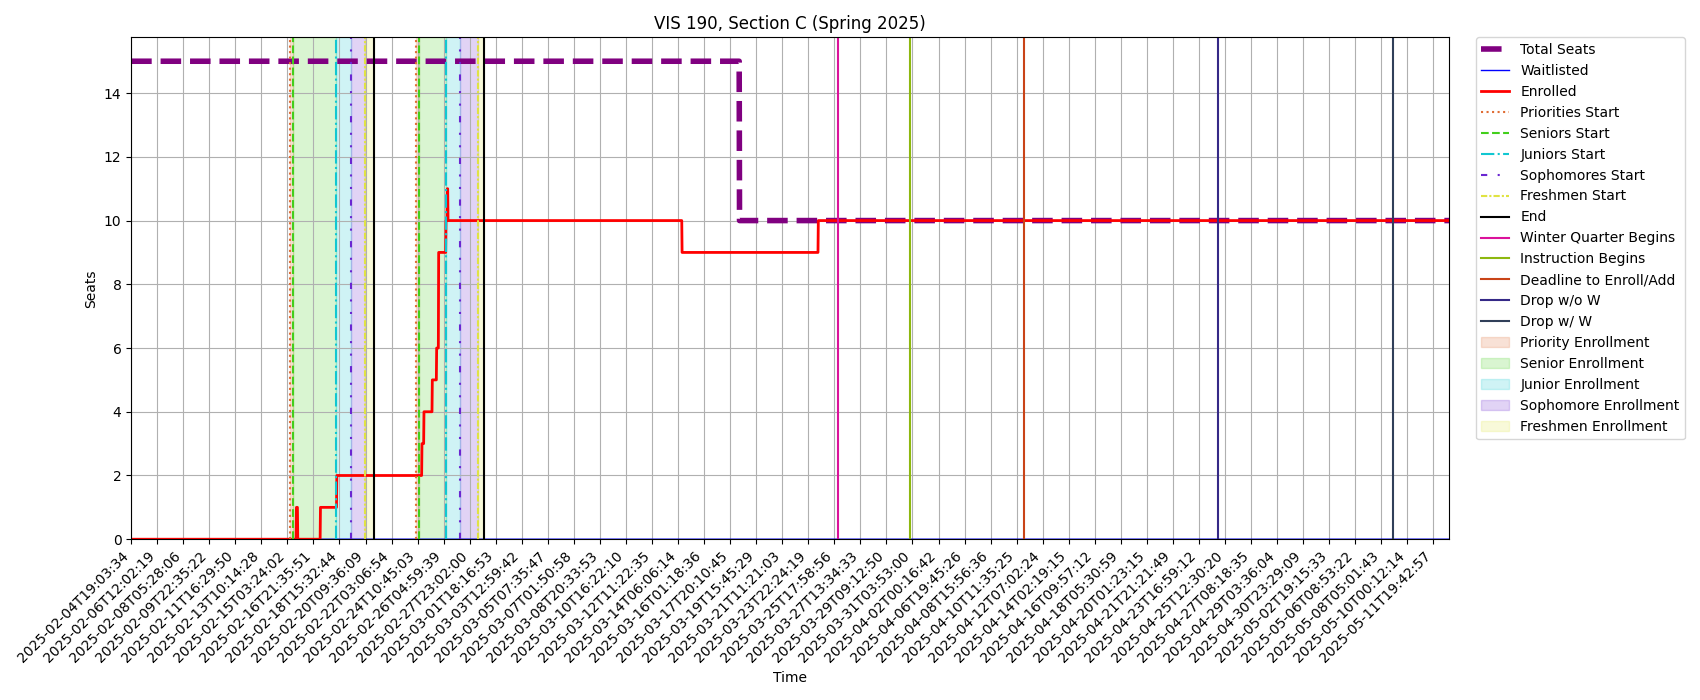 VIS 190, Section C (Spring 2025)
Seats
14
12
10
8
6
4
2
0
2025-02-04T19:03:34
2025-02-06T12:02:19
2025-02-08T05:28:06
2025-02-09T22:35:22
2025-02-11T16:29:50
2025-02-13T10:14:28
2025-02-15T03:24:02
2025-02-16T21:35:51
2025-02-18T15:32:44
2025-02-20T09:36:09
2025-02-22T03:06:54
2025-02-24T10:45:03
2025-02-26T04:59:39
2025-02-27T23:02:00
2025-03-01T18:16:53
2025-03-03T12:59:42
2025-03-05T07:35:47
2025-03-07T01:50:58
2025-03-08T20:33:53
2025-03-10T16:22:10
2025-03-12T11:22:35
2025-03-14T06:06:14
2025-03-16T01:18:36
2025-03-17T20:10:45
2025-03-19T15:45:29
2025-03-21T11:21:03
2025-03-23T22:24:19
2025-03-25T17:58:56
2025-03-27T13:34:33
2025-03-29T09:12:50
2025-03-31T03:53:00
2025-04-02T00:16:42
2025-04-06T19:45:26
2025-04-08T15:56:36
2025-04-10T11:35:25
2025-04-12T07:02:24
2025-04-14T02:19:15
2025-04-16T09:57:12
2025-04-18T05:30:59
2025-04-20T01:23:15
2025-04-21T21:21:49
2025-04-23T16:59:12
2025-04-25T12:30:20
2025-04-27T08:18:35
2025-04-29T03:36:04
2025-04-30T23:29:09
2025-05-02T19:15:33
2025-05-06T08:53:22
2025-05-08T05:01:43
2025-05-10T00:12:14
2025-05-11T19:42:57
Time
Total Seats
Waitlisted
Enrolled
Priorities Start
Seniors Start
Juniors Start
Sophomores Start
Freshmen Start
End
Winter Quarter Begins
Instruction Begins
Deadline to Enroll/Add
Drop w/o W
Drop w/ W
Priority Enrollment
Senior Enrollment
Junior Enrollment
Sophomore Enrollment
Freshmen Enrollment